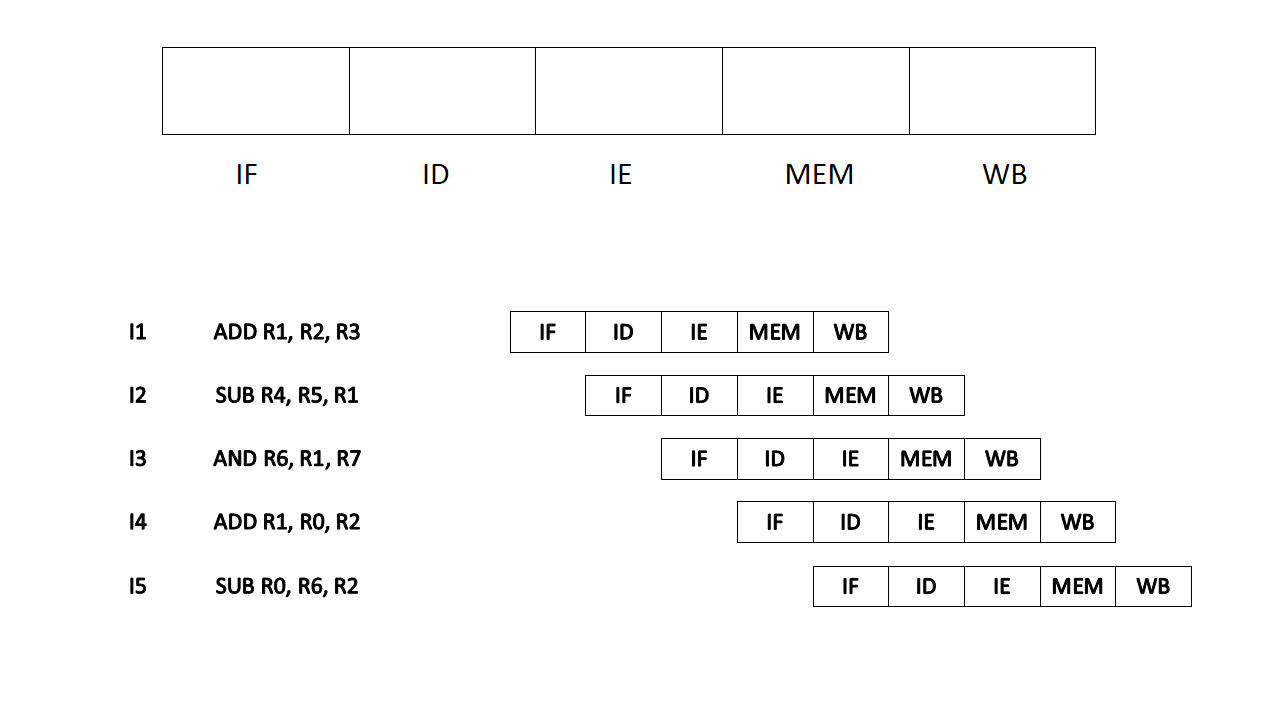 IF ID IE MEM WB
I1 ADD R1, R2, R3 IF ID IE MEM WB
I2 SUB R4, R5, R1 IF ID IE MEM WB
I3 AND R6, R1, R7 IF ID IE MEM WB
I4 ADD R1, R0, R2 IF ID IE MEM WB
I5 SUB R0, R6, R2 IF ID IE MEM WB